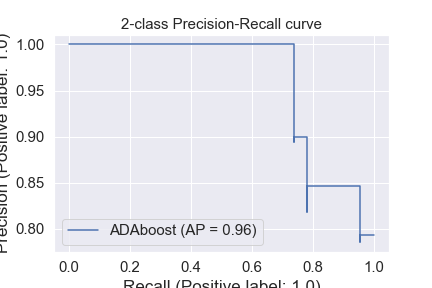 2-class Precision-Recall curve
Precision (Positive label: 1.0)
1.00
0.95
0.90
0.85
0.80
ADAboost (AP = 0.96)
0.0 0.2 0.4 0.6 0.8 1.0
Recall (Positive label: 1.0)